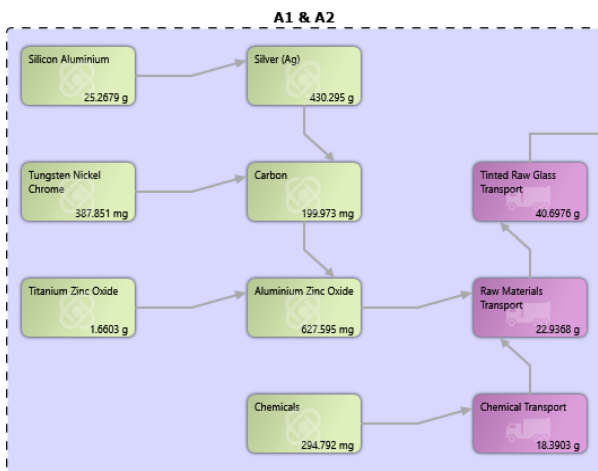 A1 & A2
Silicon Aluminium
25.2679 g
Silver (Ag)
430.295 g
Tungsten Nickel
Chrome
387.851 mg
Carbon
199.973 mg
Tinted Raw Glass
Transport
40.6976 g
Titanium Zinc Oxide
1.6603 g
Aluminium Zinc Oxide
627.595 mg
Raw Materials
Transport
22.9368 g
Chemicals
294.792 mg
Chemical Transport
18.3903 g